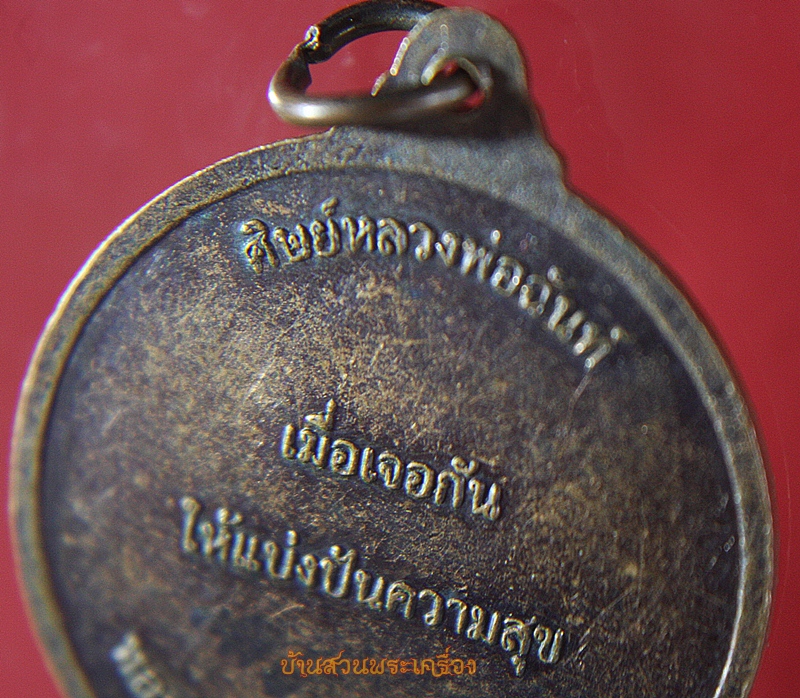 ศิษย์หลวงพ่อฉันท์
เมื่อเจอกัน
ให้แบ่งปันความสุข
บ้านสวนพระเครื่อง